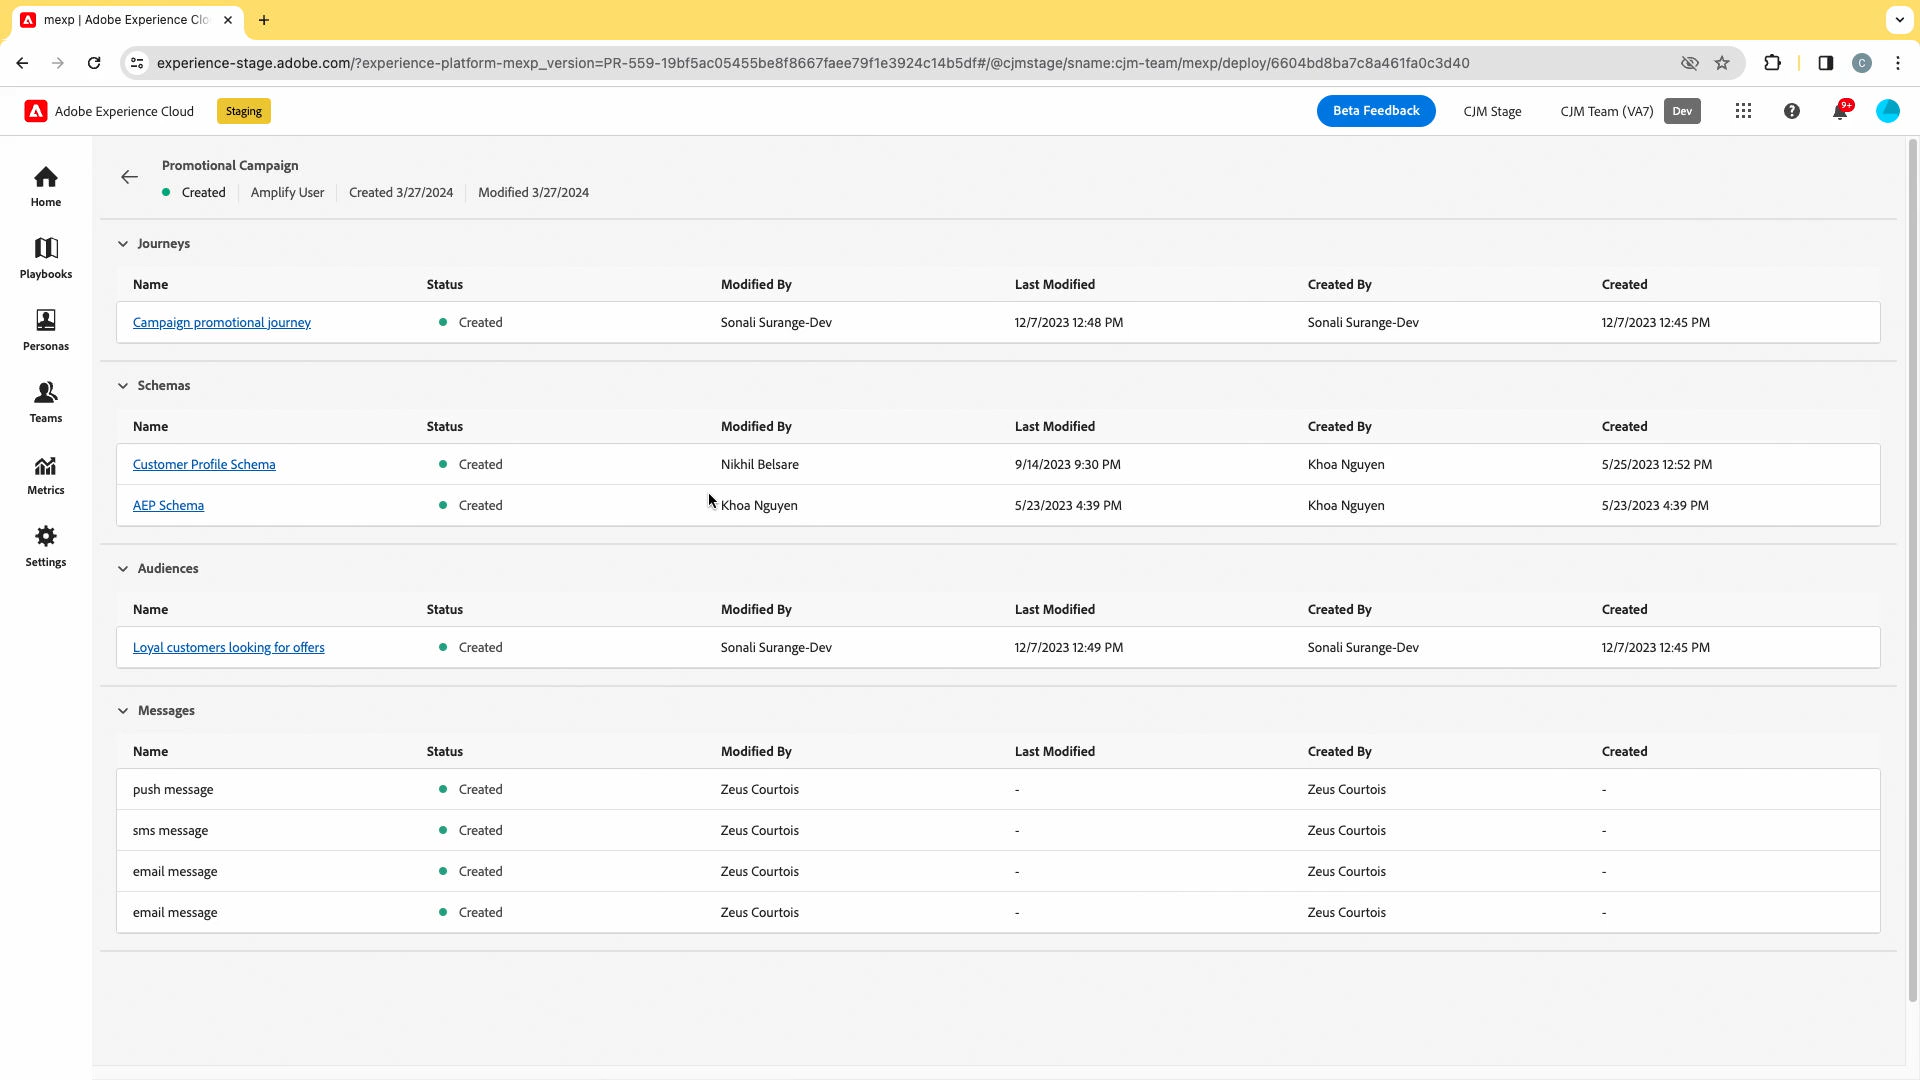 mexp | Adobe Experience Clo
experience-stage.adobe.com/?experience-platform-mexp_version=PR-559-19bf5ac05455be8f8667faee79f1e3924c14b5df#/@cjmstage/sname:cjm-team/mexp/deploy/6604bd8ba7c8a461fa0c3d40
C
Adobe Experience Cloud Staging Beta Feedback CJM Stage CJM Team (VA7) Dev 9+
Home
Playbooks
Personas
Teams
Metrics
Settings
Promotional Campaign
Created Amplify User Created 3/27/2024 Modified 3/27/2024
Journeys
Name Status Modified By Last Modified Created By Created
Campaign promotional journey Created Sonali Surange-Dev 12/7/2023 12:48 PM Sonali Surange-Dev 12/7/2023 12:45 PM
Schemas
Name Status Modified By Last Modified Created By Created
Customer Profile Schema Created Nikhil Belsare 9/14/2023 9:30 PM Khoa Nguyen 5/25/2023 12:52 PM
AEP Schema Created Khoa Nguyen 5/23/2023 4:39 PM Khoa Nguyen 5/23/2023 4:39 PM
Audiences
Name Status Modified By Last Modified Created By Created
Loyal customers looking for offers Created Sonali Surange-Dev 12/7/2023 12:49 PM Sonali Surange-Dev 12/7/2023 12:45 PM
Messages
Name Status Modified By Last Modified Created By Created
push message Created Zeus Courtois - Zeus Courtois -
sms message Created Zeus Courtois - Zeus Courtois -
email message Created Zeus Courtois - Zeus Courtois -
email message Created Zeus Courtois - Zeus Courtois -